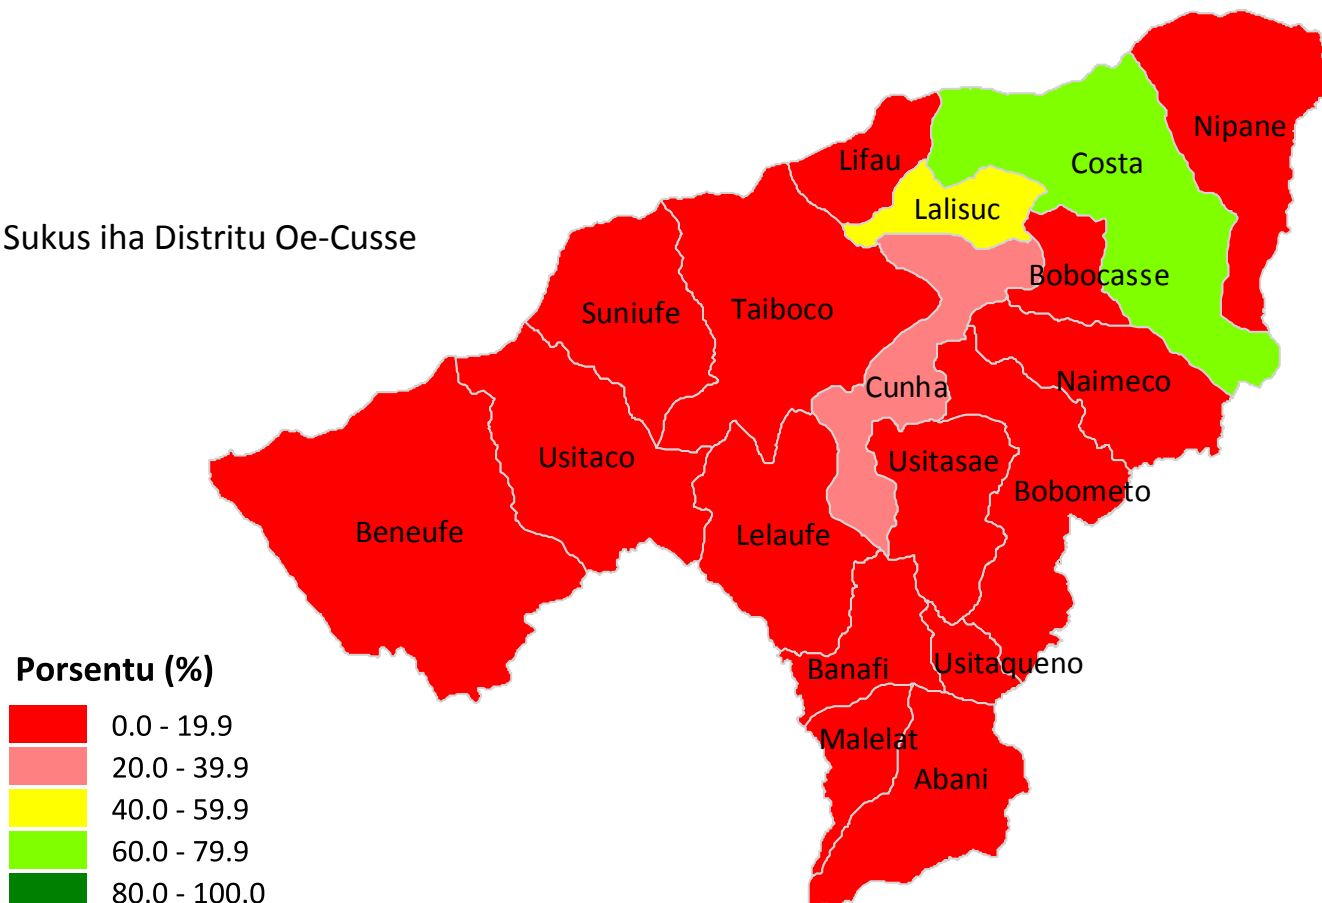 Nipane
Lifau
Costa
Lalisuc
Sukus iha Distritu Oe-Cusse
Bobocasse
Suniufe
Taiboco
Naimeco
Cunha
Usitaco
Usitasae
Bobometo
Beneufe
Lelaufe
Banafi
Usitaqueno
Malelat
Abani
Porsentu (%)
0.0 - 19.9
20.0 - 39.9
40.0 - 59.9
60.0 - 79.9
80.0 - 100.0